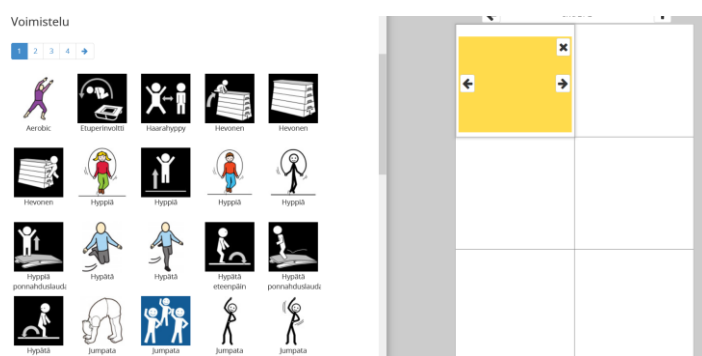 Voimistelu
1 2 3 4
Aerobic Etuperinvoltti Haarahyppy Hevonen Hevonen
Hevonen Hyppiä Hyppiä Hyppiä Hyppiä
Hyppiä Hypätä Hypätä Hypätä Hypätä
ponnahduslauda eteenpäin ponnahduslauda
Hypätä Jumpata Jumpata Jumpata Jumpata